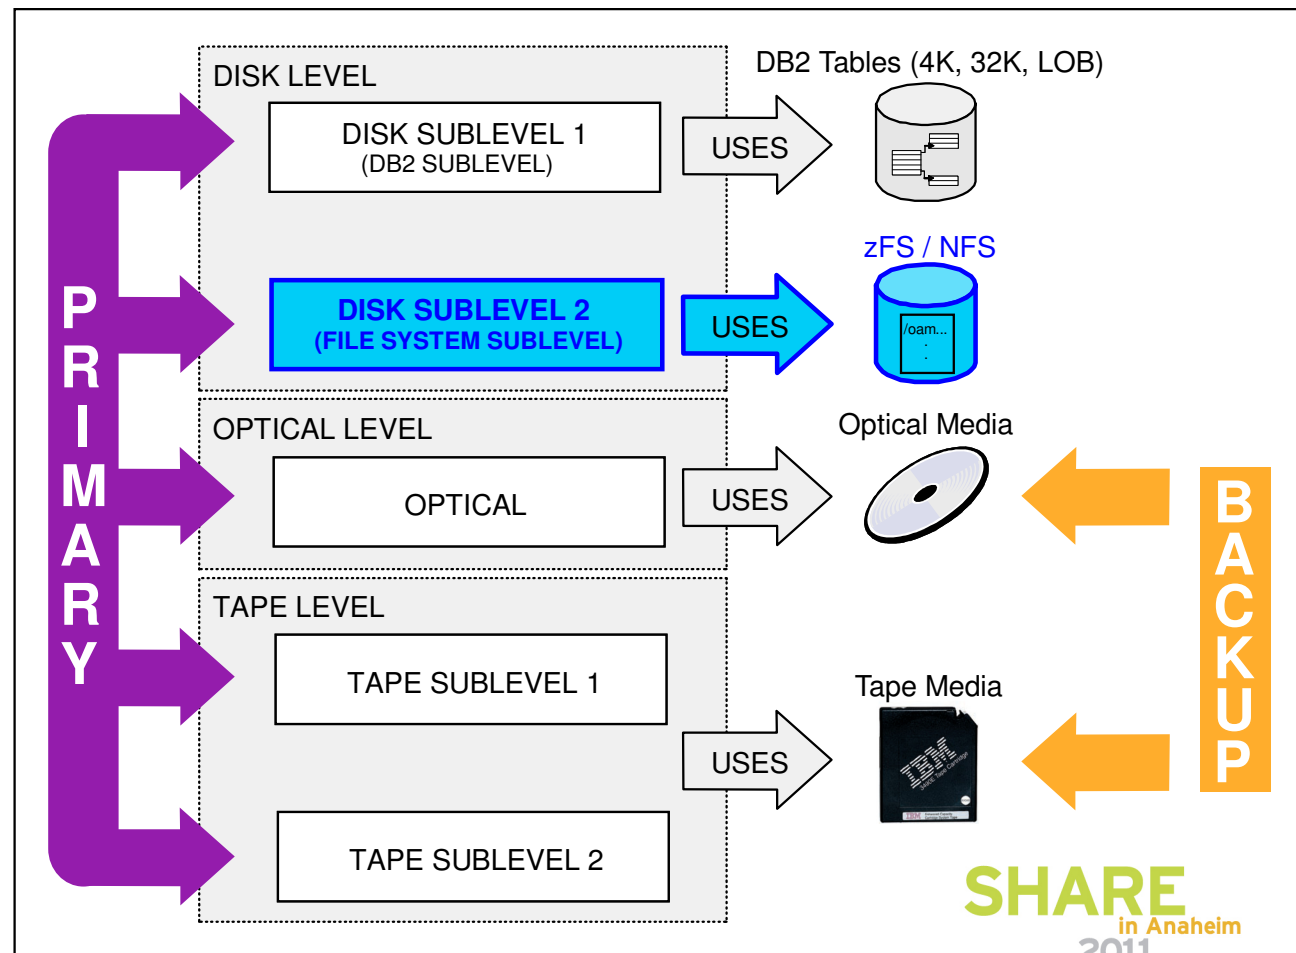 DISK LEVEL
DB2 Tables (4K, 32K, LOB)
DISK SUBLEVEL 1
(DB2 SUBLEVEL)
USES
zFS / NFS
DISK SUBLEVEL 2
(FILE SYSTEM SUBLEVEL)
USES
/oam...
.
.
PRIMARY
OPTICAL LEVEL
Optical Media
OPTICAL
USES
BACKUP
TAPE LEVEL
TAPE SUBLEVEL 1
Tape Media
USES
IBM
IBM
TAPE SUBLEVEL 2
SHARE
in Anaheim
2011